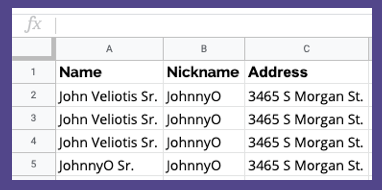 fx
A B C
1 Name Nickname Address
2 John Veliotis Sr. JohnnyO 3465 S Morgan St.
3 John Veliotis Sr. JohnnyO 3465 S Morgan St.
4 John Veliotis Sr. JohnnyO 3465 S Morgan St.
5 JohnnyO Sr. JohnnyO 3465 S Morgan St.